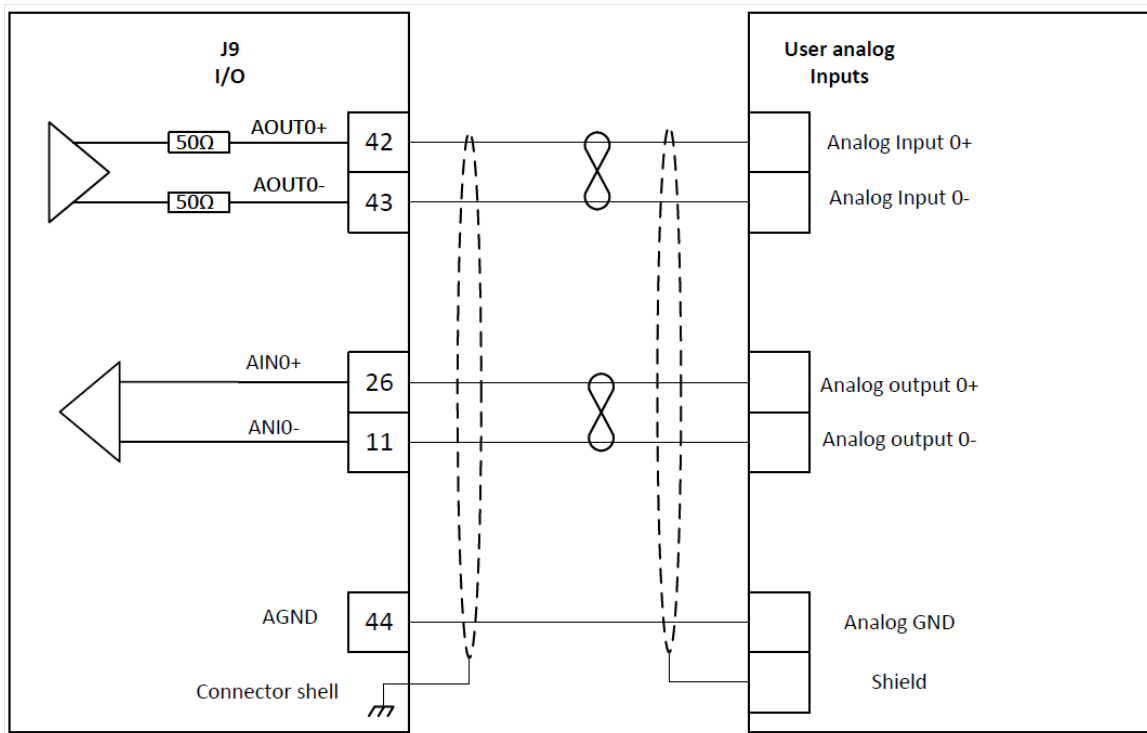 J9
I/O
User analog
Inputs
50Ω
AOUT0+
42
Analog Input 0+
50Ω
AOUT0-
43
Analog Input 0-
AIN0+
26
Analog output 0+
ANI0-
11
Analog output 0-
AGND
44
Analog GND
Connector shell
Shield